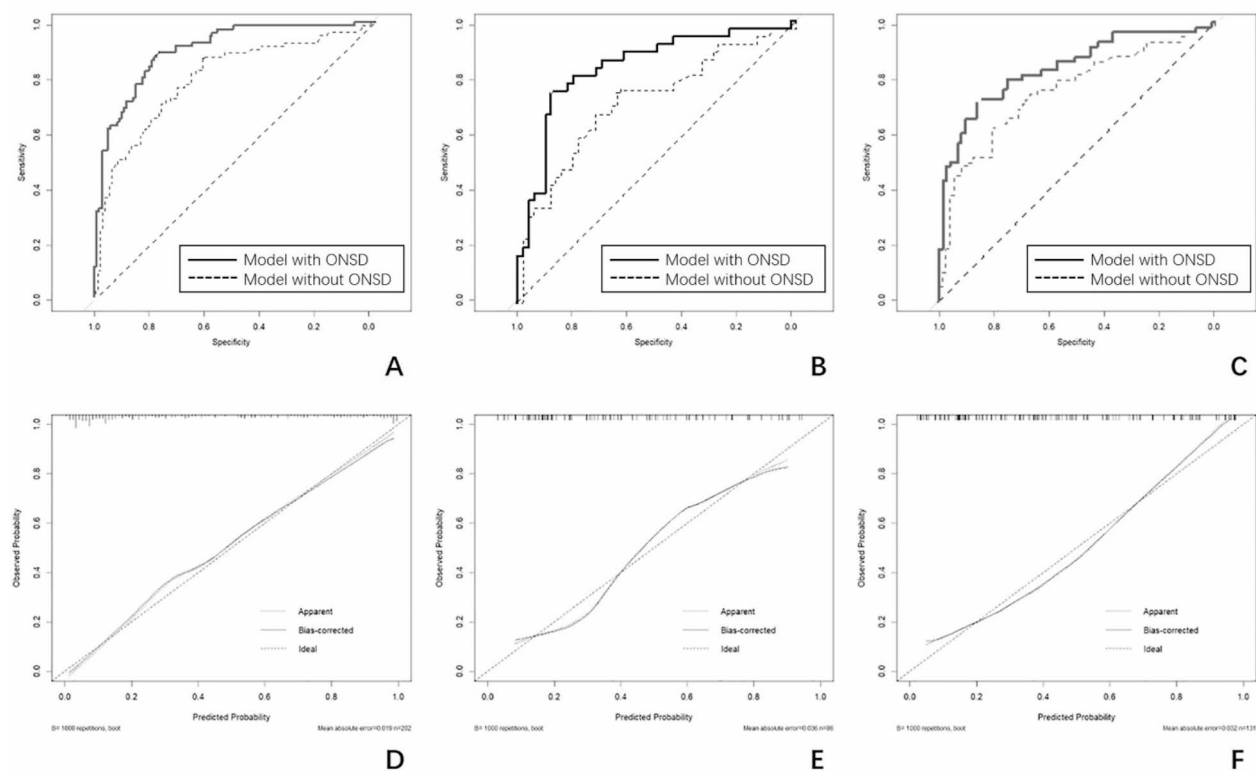 1.0
0.8
0.6
0.4
0.2
0.0
Sensitivity
Model with ONSD
Model without ONSD
1.0 0.8 0.6 0.4 0.2 0.0
Specificity
A
1.0
0.8
0.6
0.4
0.2
0.0
Sensitivity
Model with ONSD
Model without ONSD
1.0 0.8 0.6 0.4 0.2 0.0
Specificity
B
1.0
0.8
0.6
0.4
0.2
0.0
Sensitivity
Model with ONSD
Model without ONSD
1.0 0.8 0.6 0.4 0.2 0.0
Specificity
C
1.0
0.8
0.6
0.4
0.2
0.0
Observed Probability
Apparent
Bias-corrected
Ideal
0.0 0.2 0.4 0.6 0.8 1.0
Predicted Probability
B= 1000 repetitions, boot
Mean absolute error=0.019 n=202
D
1.0
0.8
0.6
0.4
0.2
0.0
Observed Probability
Apparent
Bias-corrected
Ideal
0.0 0.2 0.4 0.6 0.8 1.0
Predicted Probability
B= 1000 repetitions, boot
Mean absolute error=0.036 n=86
E
1.0
0.8
0.6
0.4
0.2
0.0
Observed Probability
Apparent
Bias-corrected
Ideal
0.0 0.2 0.4 0.6 0.8 1.0
Predicted Probability
B= 1000 repetitions, boot
Mean absolute error=0.032 n=131
F